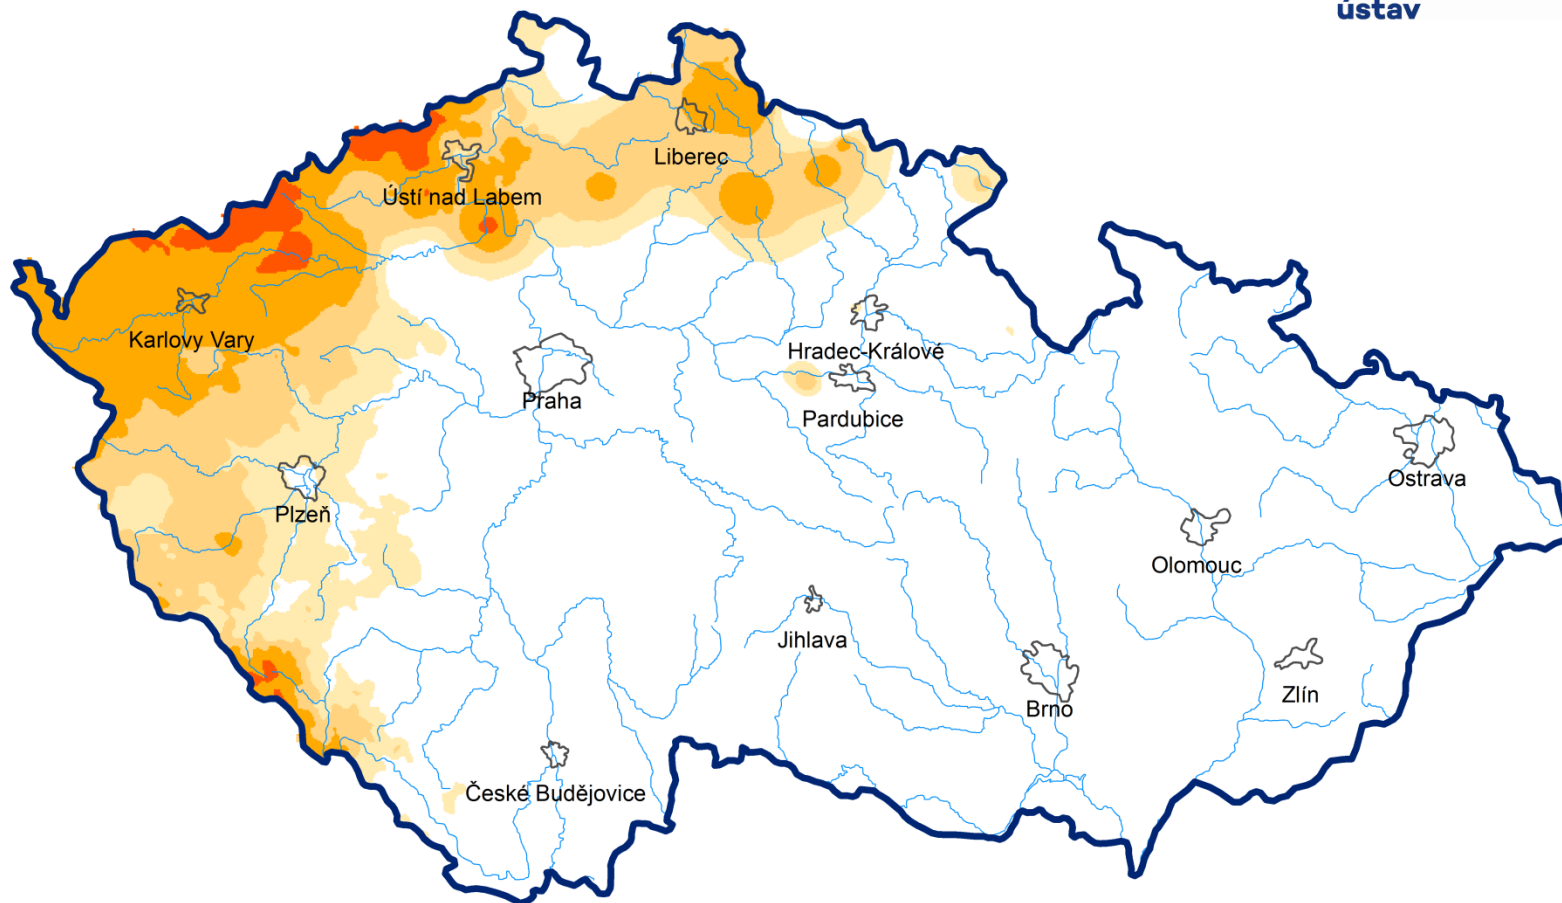 ústav
Liberec
Ústí nad Labem
Karlovy Vary
Hradec-Králové
Praha
Pardubice
Ostrava
Plzeň
Olomouc
Jihlava
Zlín
Brno
České Budějovice